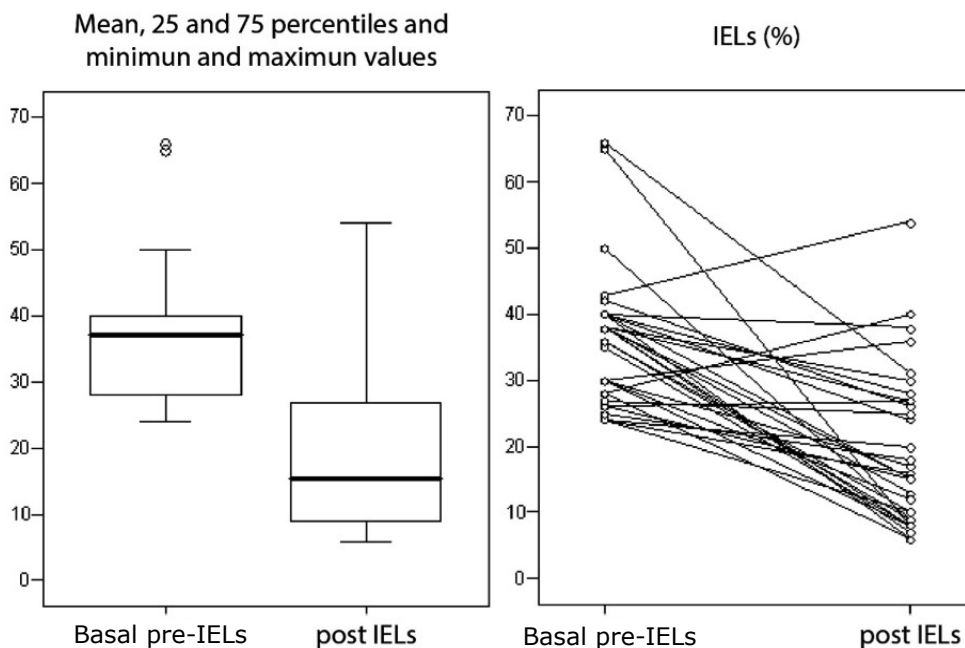 Mean, 25 and 75 percentiles and
minimun and maximun values
70
60
50
40
30
20
10
0
Basal pre-IELs
post IELs
IELs (%)
70
60
50
40
30
20
10
0
Basal pre-IELs
post IELs